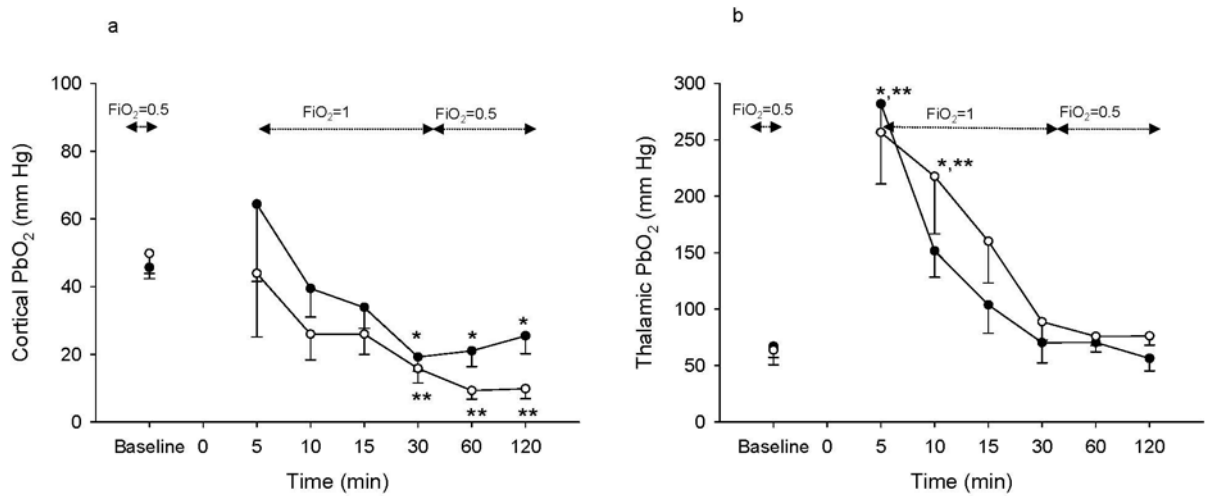 a
100
80
60
40
20
0
Cortical PbO₂ (mm Hg)
FiO₂=0.5
FiO₂=1
FiO₂=0.5
*
*
*
**
**
**
Baseline 0 5 10 15 30 60 120
Time (min)
b
300
250
200
150
100
50
0
Thalamic PbO₂ (mm Hg)
FiO₂=0.5
*,**
FiO₂=1
FiO₂=0.5
*,**
Baseline 0 5 10 15 30 60 120
Time (min)